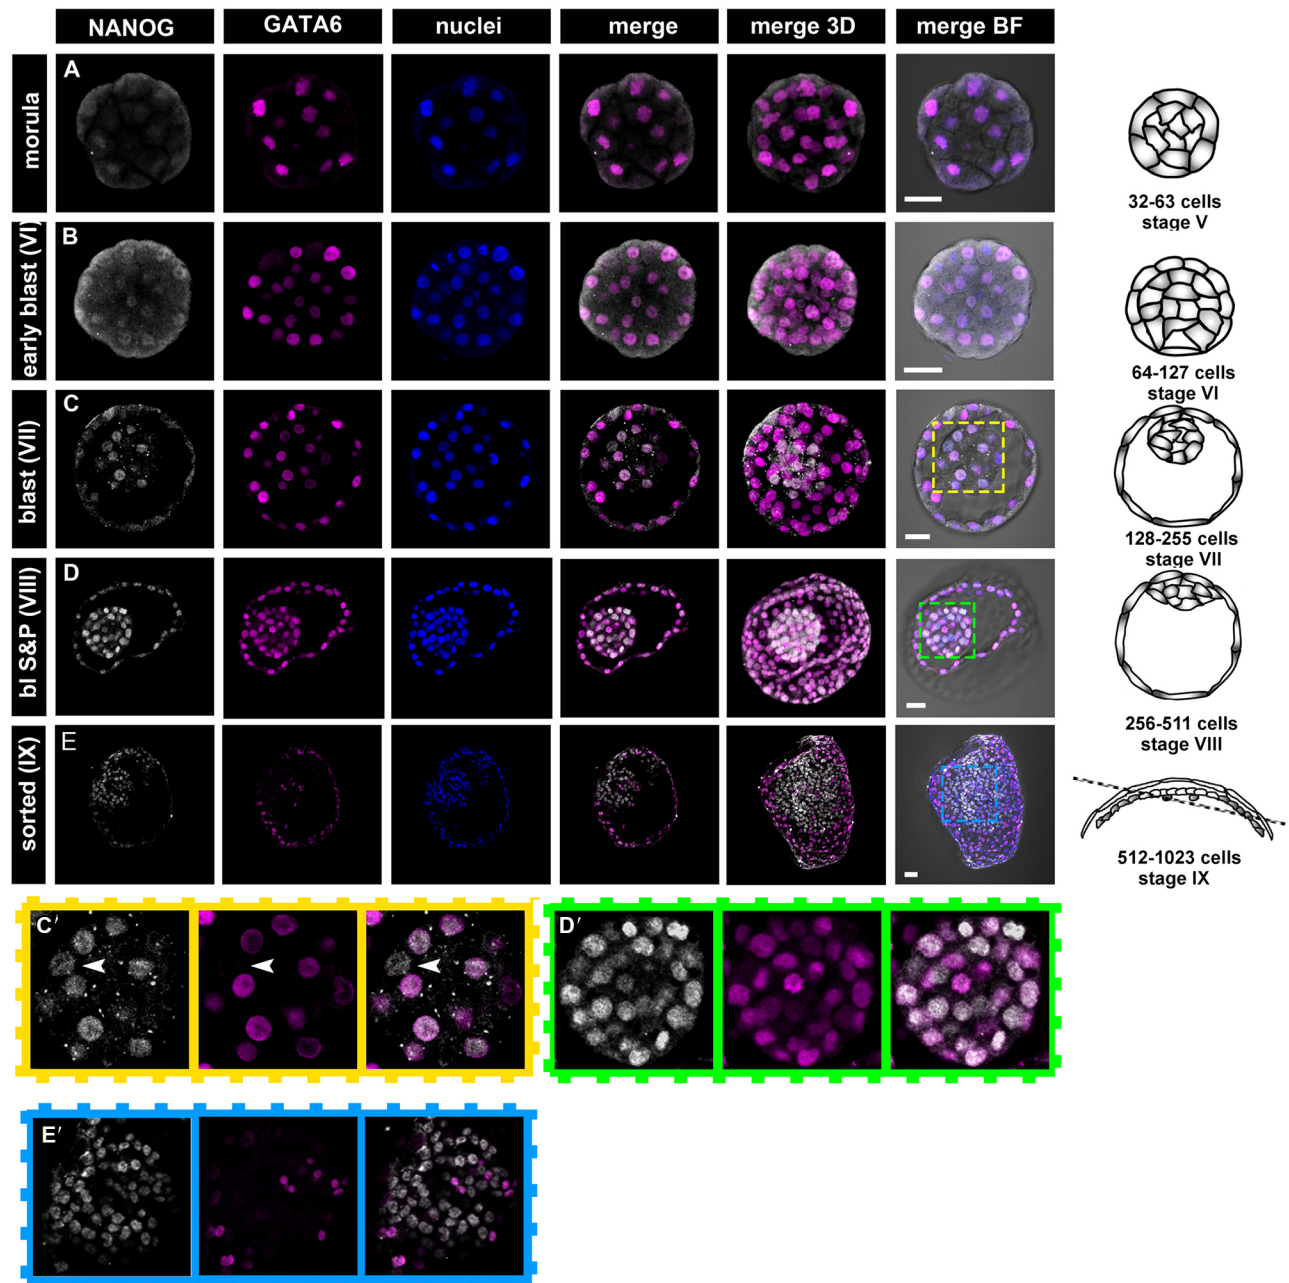 NANOG GATA6 nuclei merge merge 3D merge BF
morula
A
32-63 cells
stage V
early blast (VI)
B
64-127 cells
stage VI
blast (VII)
C
128-255 cells
stage VII
bl S&P (VIII)
D
256-511 cells
stage VIII
sorted (IX)
E
512-1023 cells
stage IX
C′
D′
E′